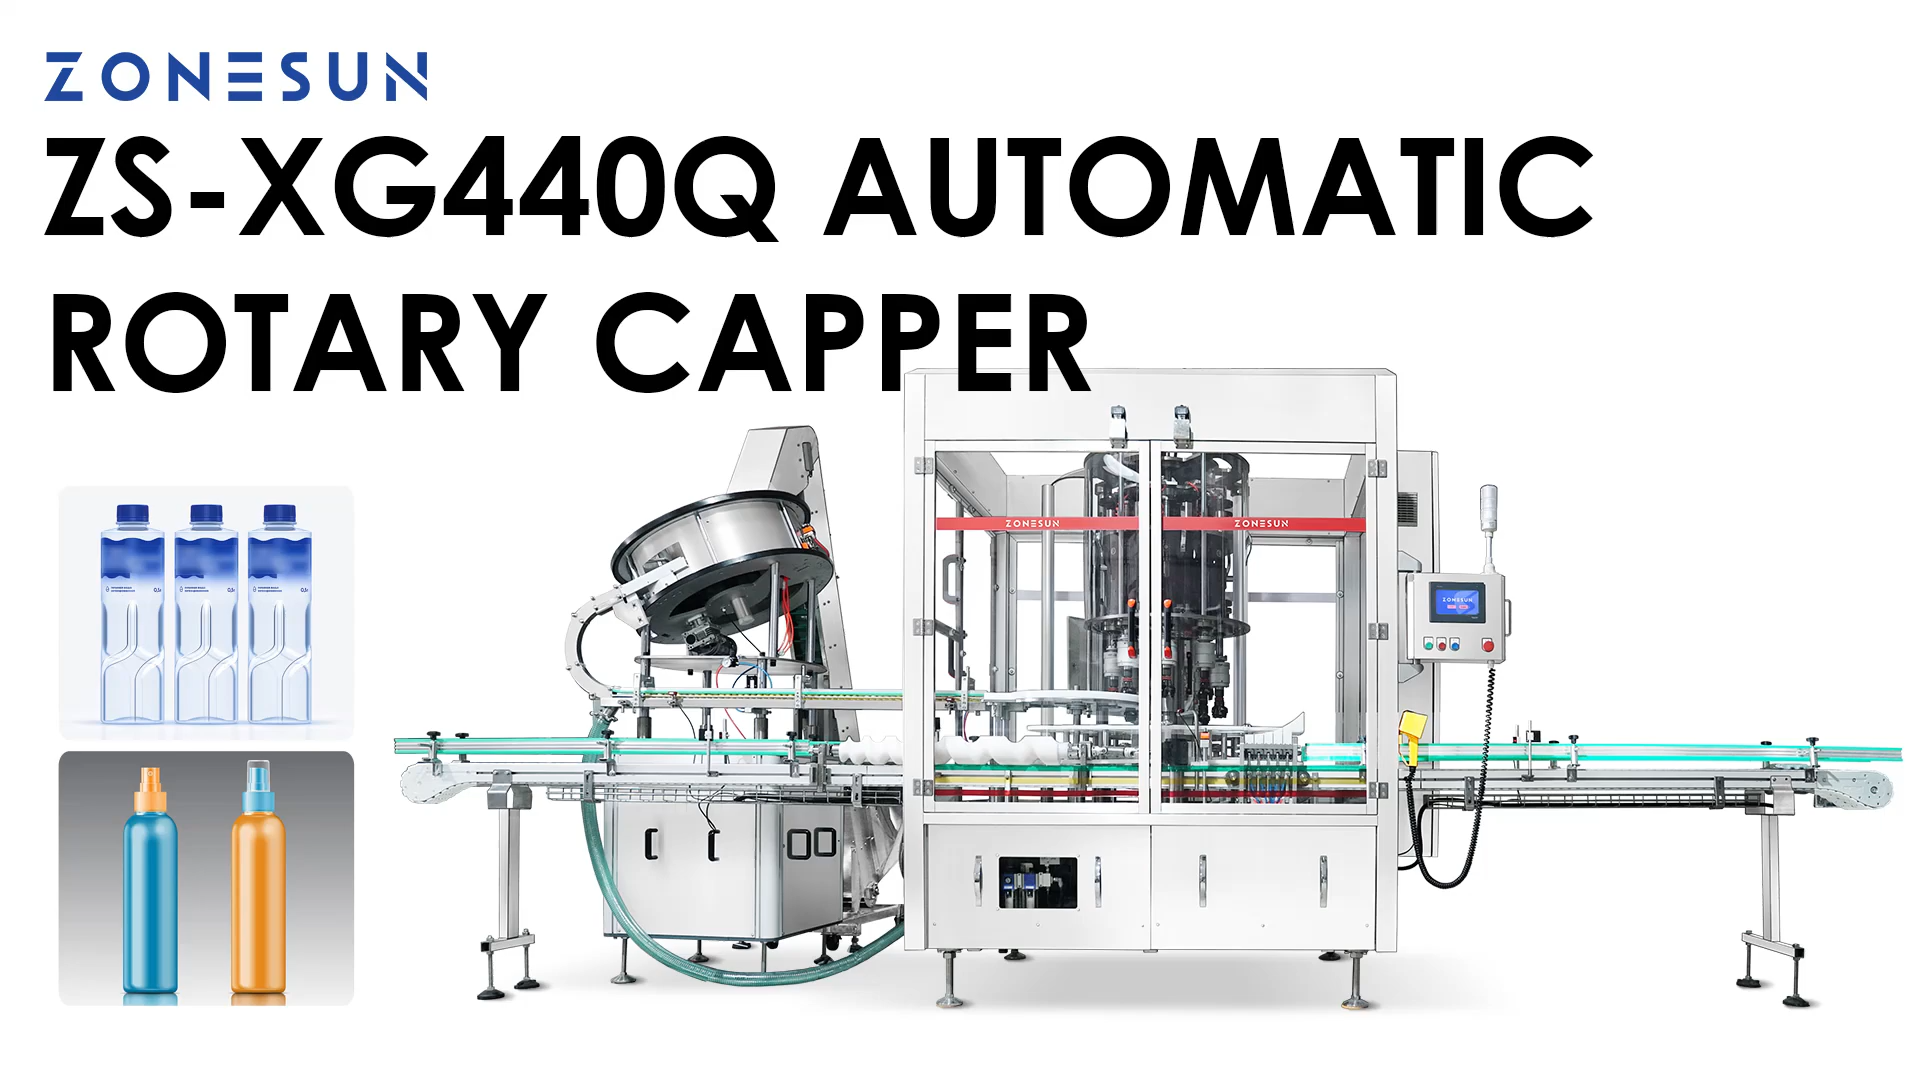 ZONESUN
ZS-XG440Q AUTOMATIC
ROTARY CAPPER
ZONESUN
ZONESUN
ZONESUN